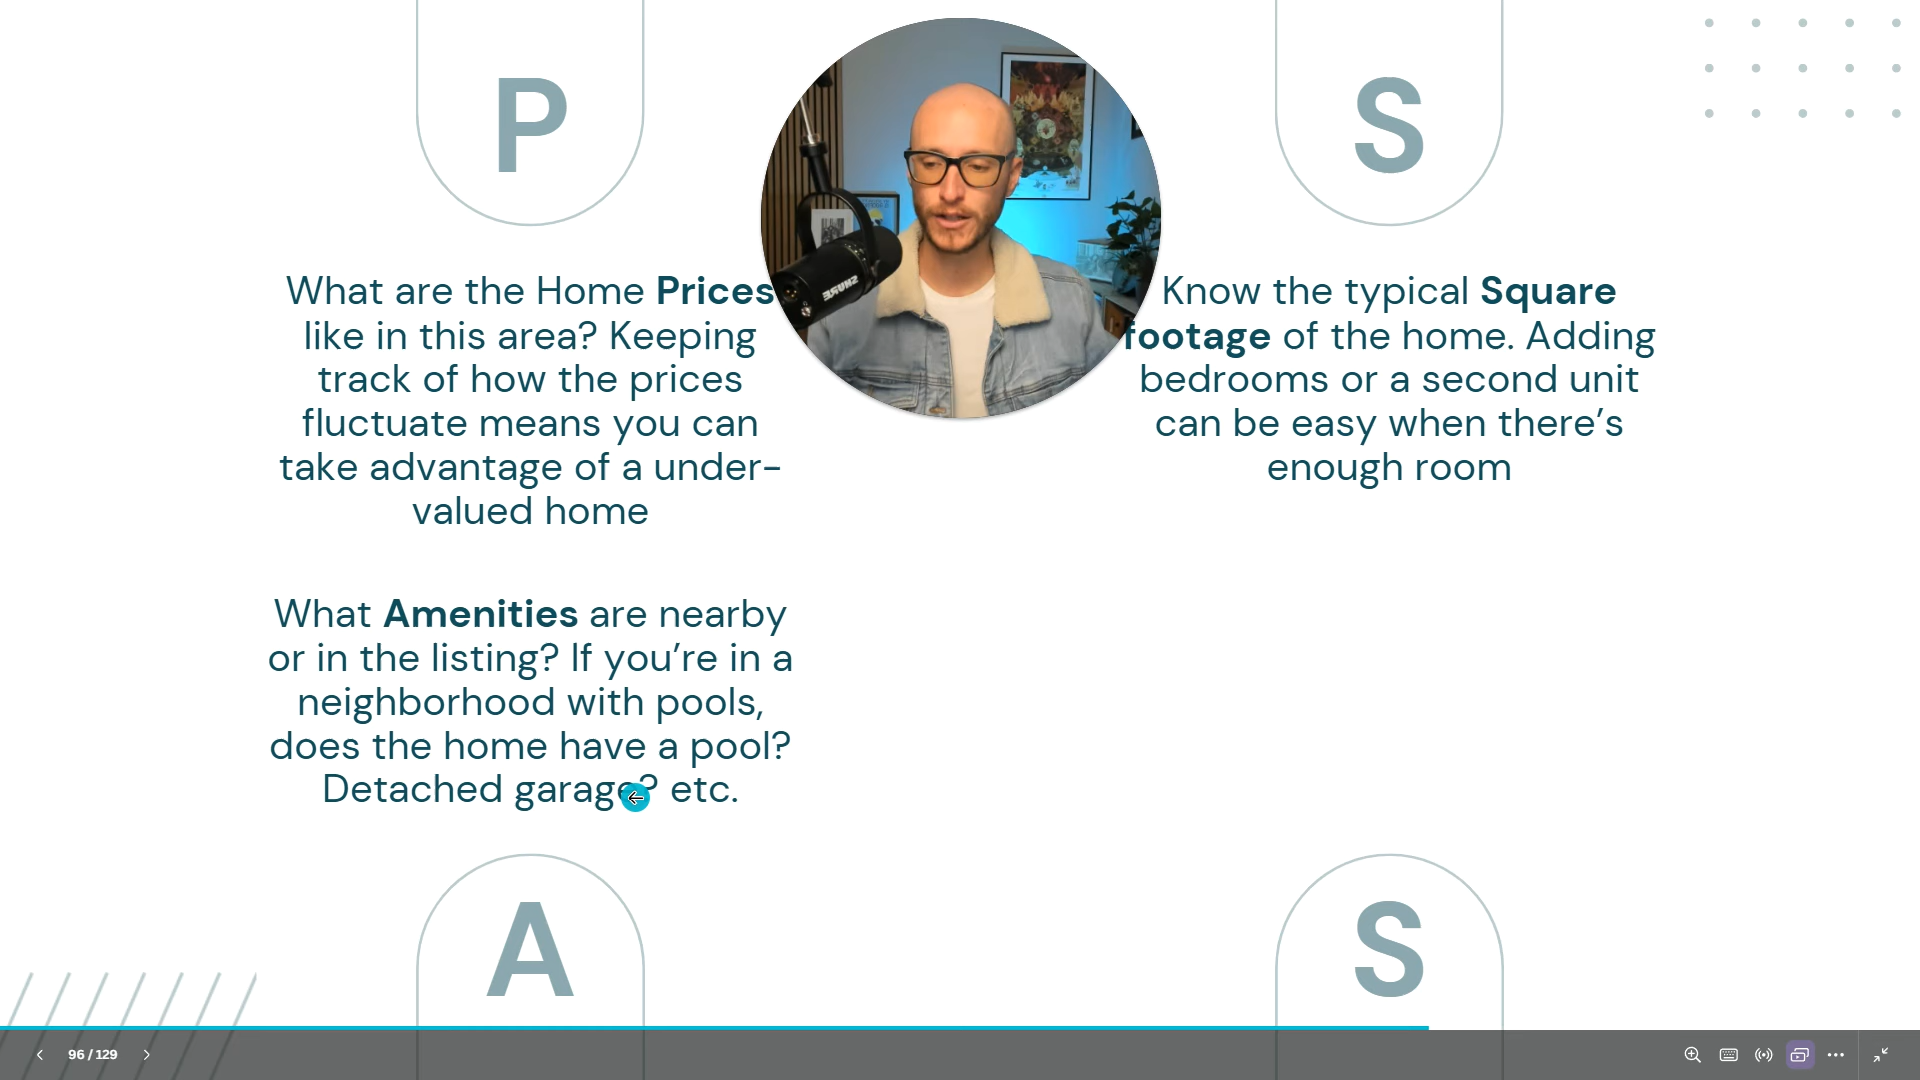 P
S
What are the Home Prices
like in this area? Keeping
track of how the prices
fluctuate means you can
take advantage of a under-
valued home
Know the typical Square
footage of the home. Adding
bedrooms or a second unit
can be easy when there’s
enough room
What Amenities are nearby
or in the listing? If you’re in a
neighborhood with pools,
does the home have a pool?
Detached garage? etc.
A
S
SHURE
96 / 129